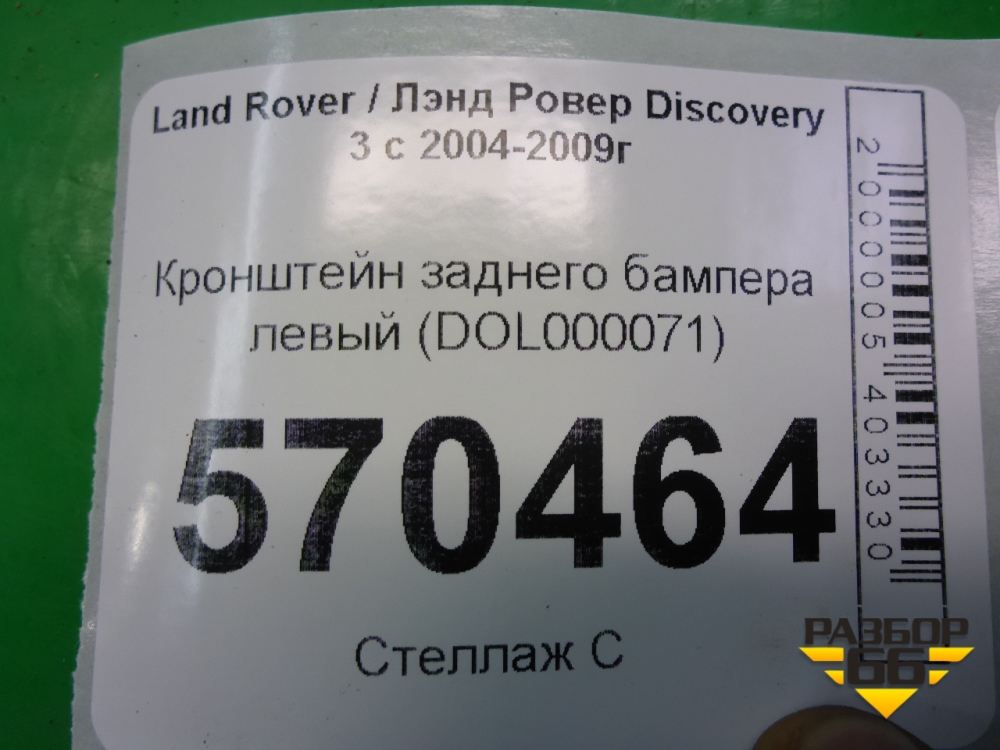 Land Rover / Лэнд Ровер Discovery
3 с 2004-2009г
Кронштейн заднего бампера
левый (DOL000071)
570464
Стеллаж С
2000005403330
РАЗБОР
66